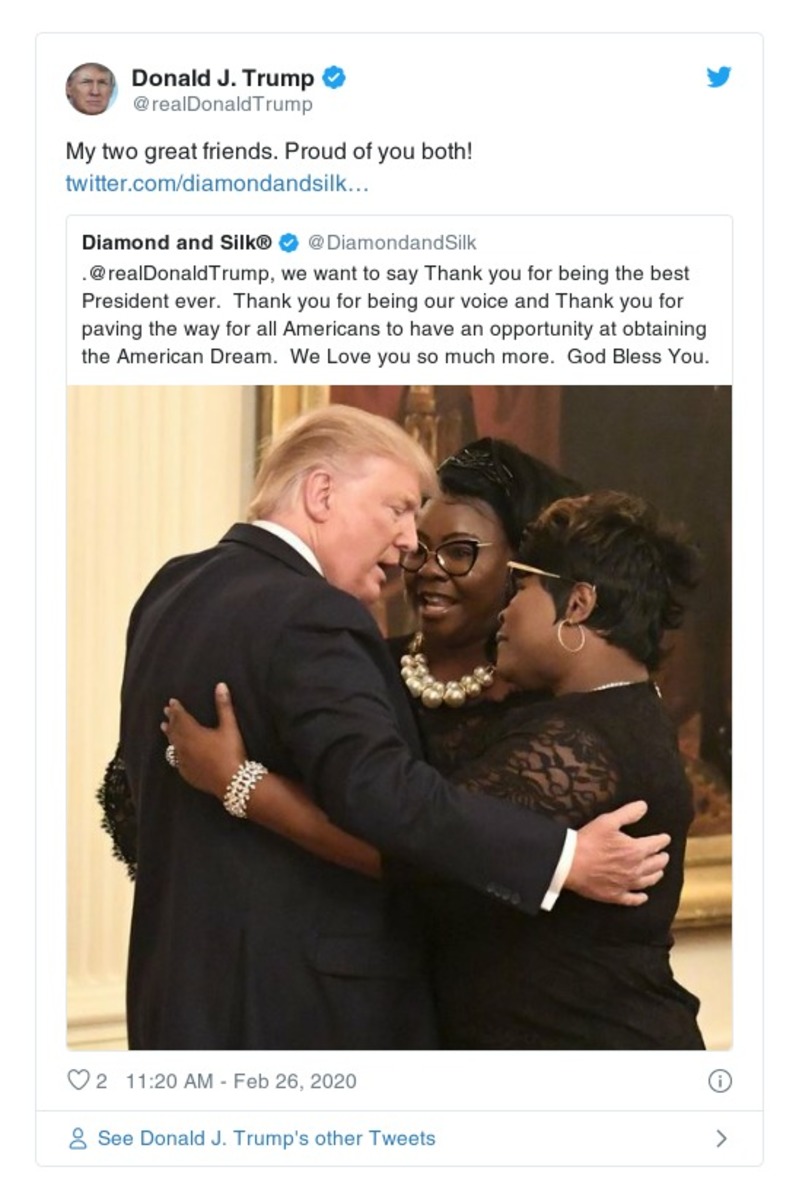 Donald J. Trump
@realDonaldTrump
My two great friends. Proud of you both!
twitter.com/diamondandsilk…
Diamond and Silk® @DiamondandSilk
.@realDonaldTrump, we want to say Thank you for being the best
President ever.  Thank you for being our voice and Thank you for
paving the way for all Americans to have an opportunity at obtaining
the American Dream.  We Love you so much more.  God Bless You.
2 11:20 AM - Feb 26, 2020
See Donald J. Trump's other Tweets